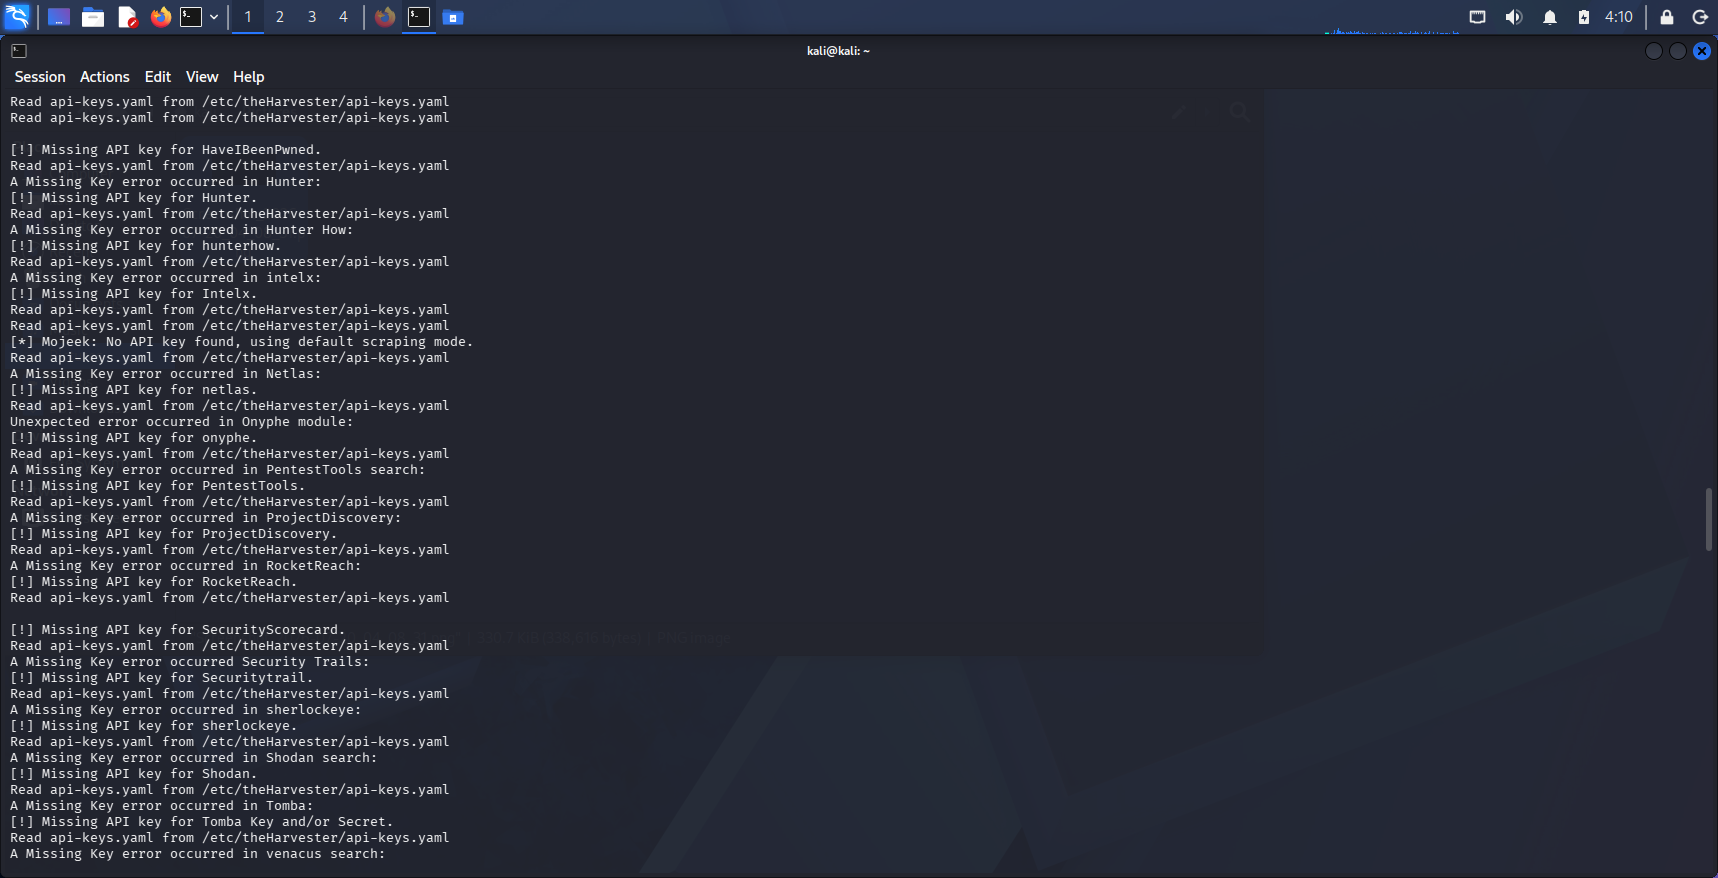 1 2 3 4 4:10
kali@kali: ~
Session Actions Edit View Help
Read api-keys.yaml from /etc/theHarvester/api-keys.yaml
Read api-keys.yaml from /etc/theHarvester/api-keys.yaml
[!] Missing API key for HaveIBeenPwned.
Read api-keys.yaml from /etc/theHarvester/api-keys.yaml
A Missing Key error occurred in Hunter:
[!] Missing API key for Hunter.
Read api-keys.yaml from /etc/theHarvester/api-keys.yaml
A Missing Key error occurred in Hunter How:
[!] Missing API key for hunterhow.
Read api-keys.yaml from /etc/theHarvester/api-keys.yaml
A Missing Key error occurred in intelx:
[!] Missing API key for Intelx.
Read api-keys.yaml from /etc/theHarvester/api-keys.yaml
Read api-keys.yaml from /etc/theHarvester/api-keys.yaml
[*] Mojeek: No API key found, using default scraping mode.
Read api-keys.yaml from /etc/theHarvester/api-keys.yaml
A Missing Key error occurred in Netlas:
[!] Missing API key for netlas.
Read api-keys.yaml from /etc/theHarvester/api-keys.yaml
Unexpected error occurred in Onyphe module:
[!] Missing API key for onyphe.
Read api-keys.yaml from /etc/theHarvester/api-keys.yaml
A Missing Key error occurred in PentestTools search:
[!] Missing API key for PentestTools.
Read api-keys.yaml from /etc/theHarvester/api-keys.yaml
A Missing Key error occurred in ProjectDiscovery:
[!] Missing API key for ProjectDiscovery.
Read api-keys.yaml from /etc/theHarvester/api-keys.yaml
A Missing Key error occurred in RocketReach:
[!] Missing API key for RocketReach.
Read api-keys.yaml from /etc/theHarvester/api-keys.yaml
[!] Missing API key for SecurityScorecard.
Read api-keys.yaml from /etc/theHarvester/api-keys.yaml
A Missing Key error occurred Security Trails:
[!] Missing API key for Securitytrail.
Read api-keys.yaml from /etc/theHarvester/api-keys.yaml
A Missing Key error occurred in sherlockeye:
[!] Missing API key for sherlockeye.
Read api-keys.yaml from /etc/theHarvester/api-keys.yaml
A Missing Key error occurred in Shodan search:
[!] Missing API key for Shodan.
Read api-keys.yaml from /etc/theHarvester/api-keys.yaml
A Missing Key error occurred in Tomba:
[!] Missing API key for Tomba Key and/or Secret.
Read api-keys.yaml from /etc/theHarvester/api-keys.yaml
A Missing Key error occurred in venacus search: